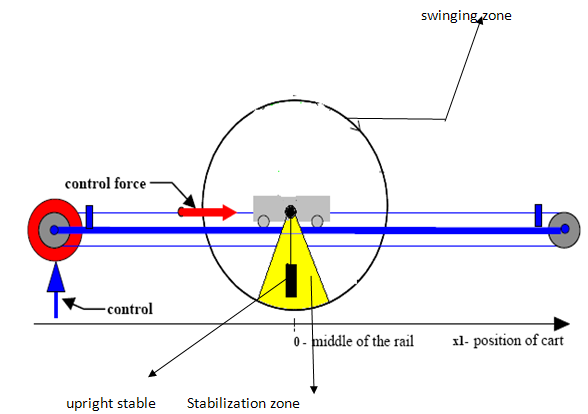 swinging zone
control force
control
0 - middle of the rail
x1- position of cart
upright stable
Stabilization zone